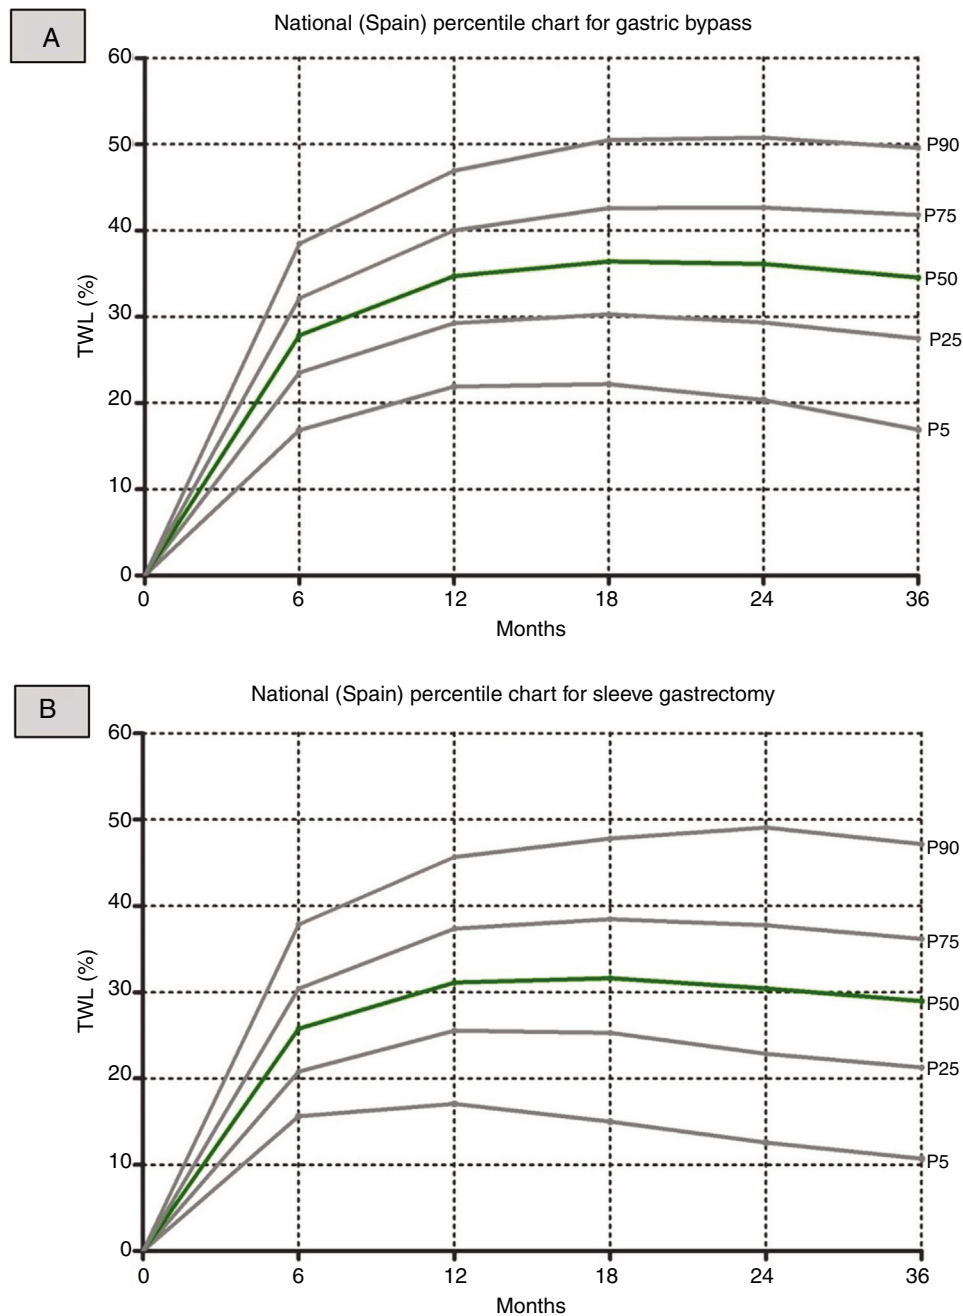 A
National (Spain) percentile chart for gastric bypass
60
50
40
30
20
10
0
TWL (%)
P90
P75
P50
P25
P5
0 6 12 18 24 36
Months
B
National (Spain) percentile chart for sleeve gastrectomy
60
50
40
30
20
10
0
TWL (%)
P90
P75
P50
P25
P5
0 6 12 18 24 36
Months